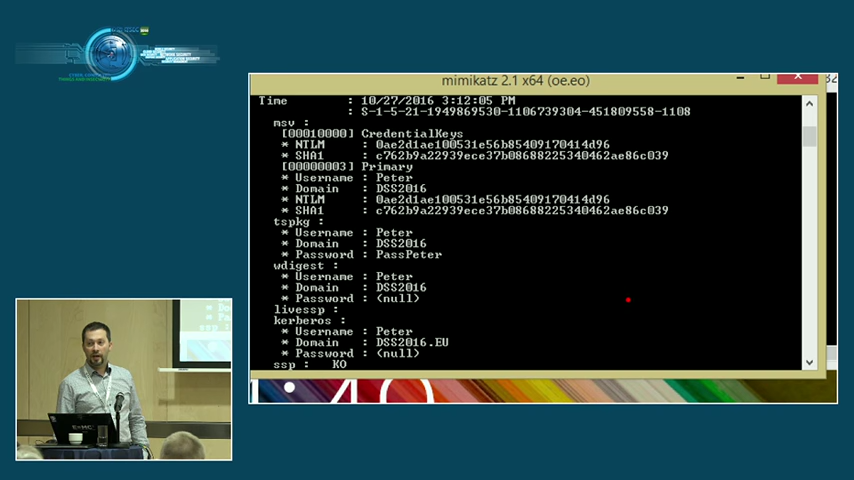 mimikatz 2.1 x64 (oe.eo)
Time : 10/27/2016 3:12:05 PM
: S-1-5-21-1949869530-1106739304-451809558-1108
msv :
[00010000] CredentialKeys
* NTLM : 0ae2d1ae100531e56b85409170414d96
* SHA1 : c762b9a22939ece37b08688225340462ae86c039
[00000003] Primary
* Username : Peter
* Domain : DSS2016
* NTLM : 0ae2d1ae100531e56b85409170414d96
* SHA1 : c762b9a22939ece37b08688225340462ae86c039
tspkg :
* Username : Peter
* Domain : DSS2016
* Password : PassPeter
wdigest :
* Username : Peter
* Domain : DSS2016
* Password : (null)
livessp :
kerberos :
* Username : Peter
* Domain : DSS2016.EU
* Password : (null)
ssp : KO